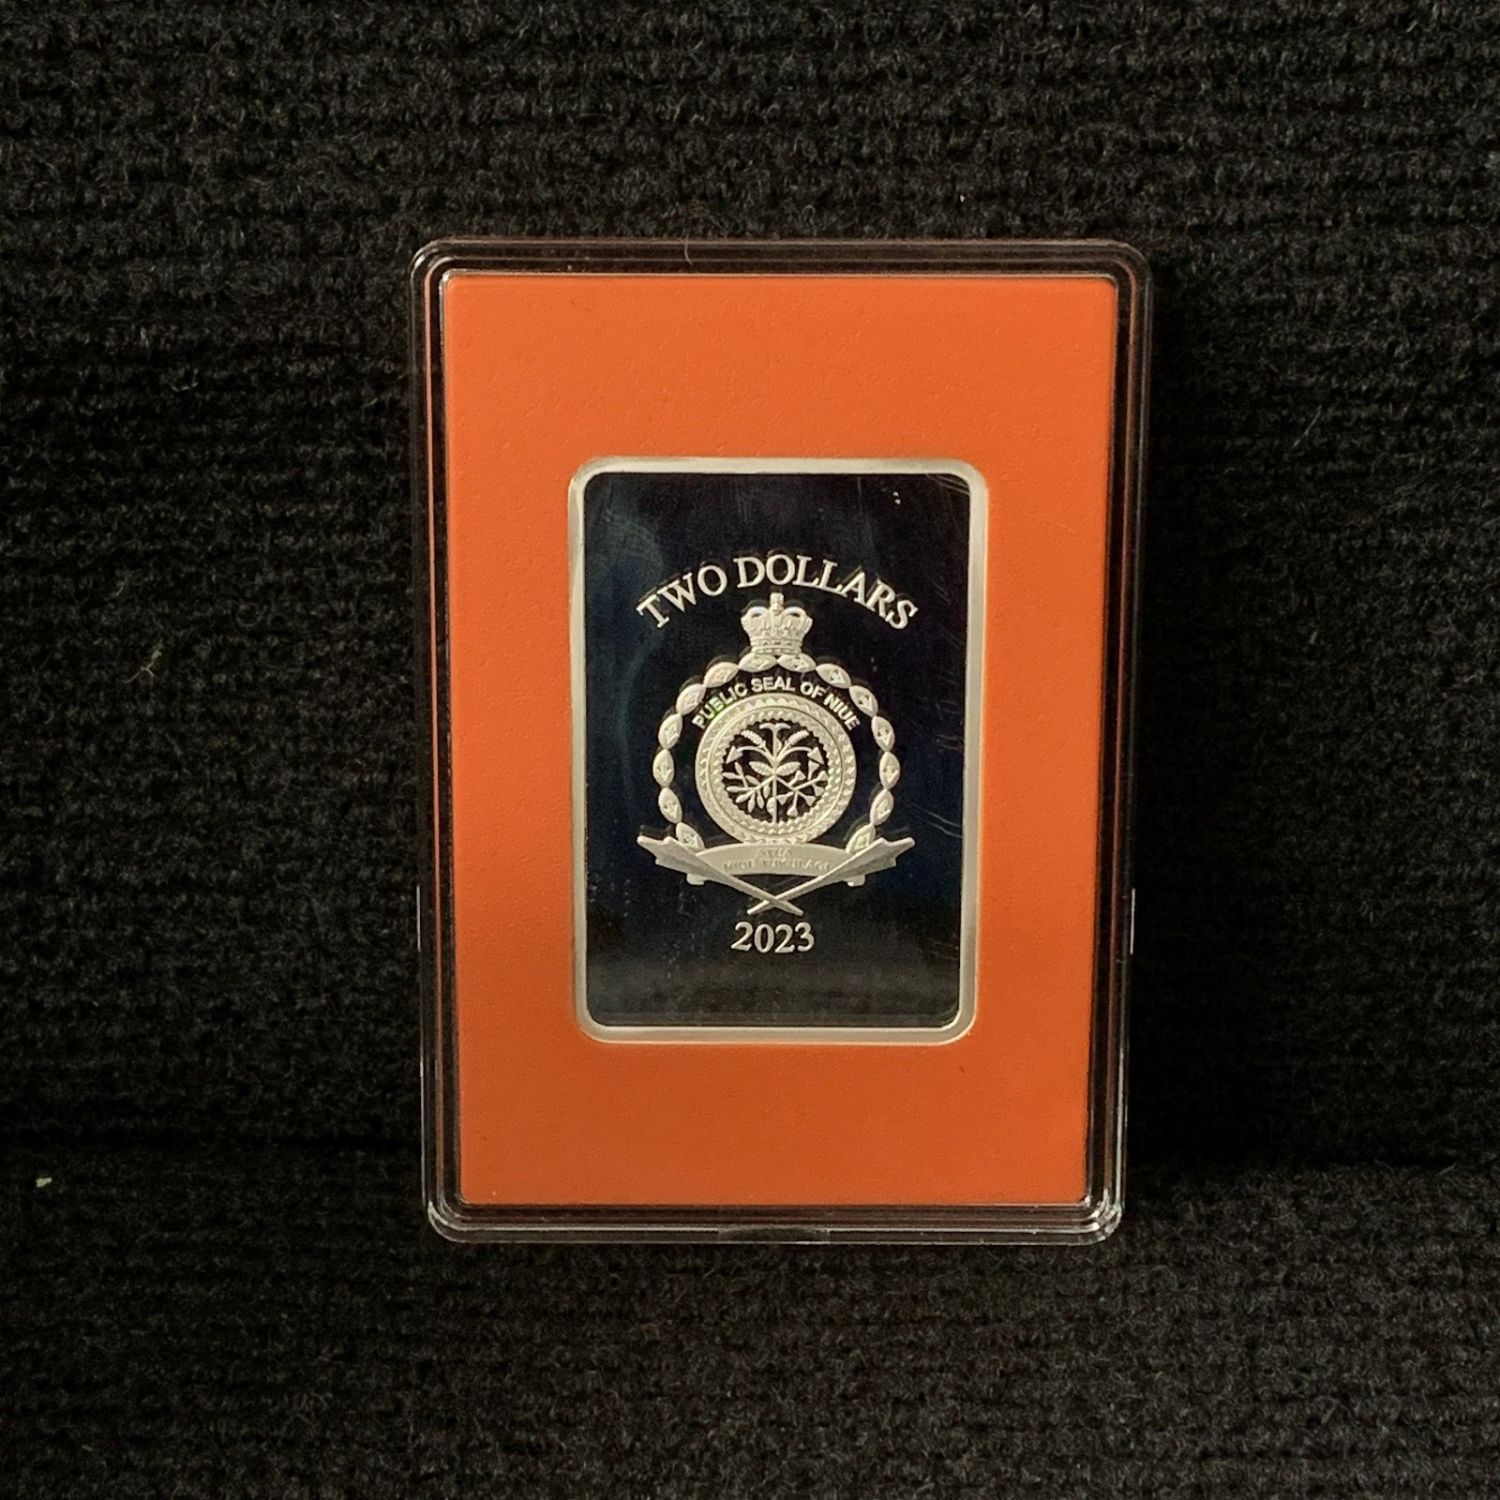 TWO DOLLARS
PUBLIC SEAL OF NIUE
2023